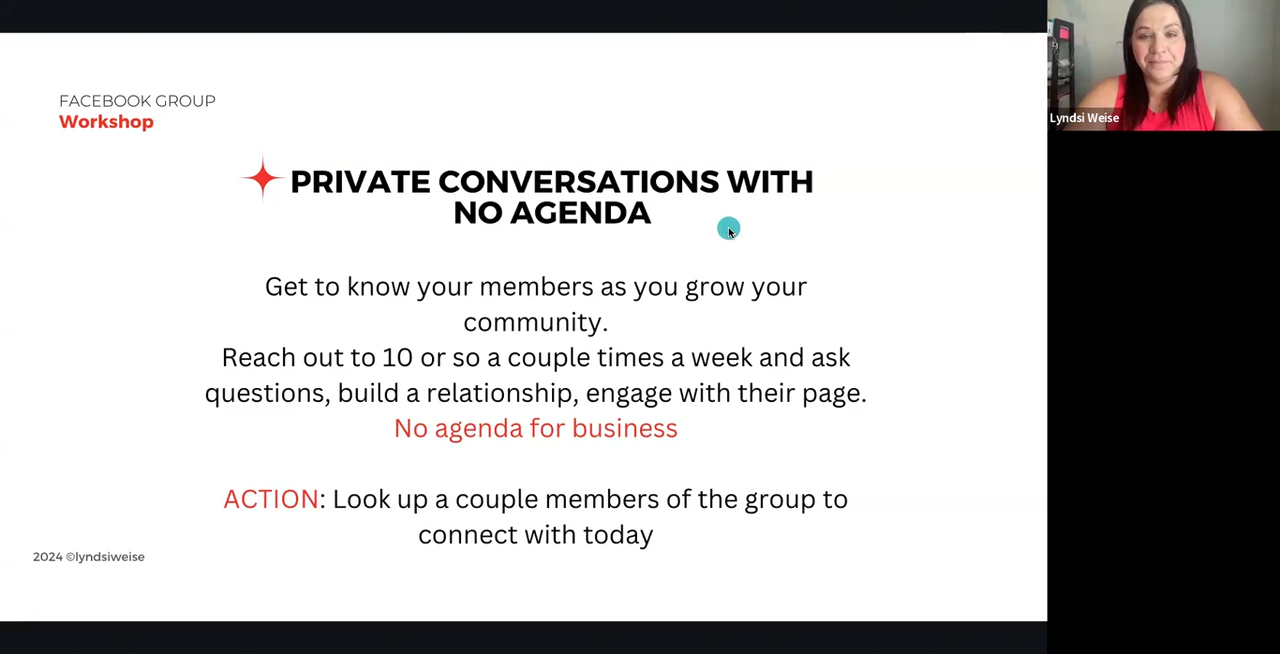 FACEBOOK GROUP
Workshop
PRIVATE CONVERSATIONS WITH
NO AGENDA
Get to know your members as you grow your
community.
Reach out to 10 or so a couple times a week and ask
questions, build a relationship, engage with their page.
No agenda for business
ACTION: Look up a couple members of the group to
connect with today
2024 ©lyndsiweise
Lyndsi Weise